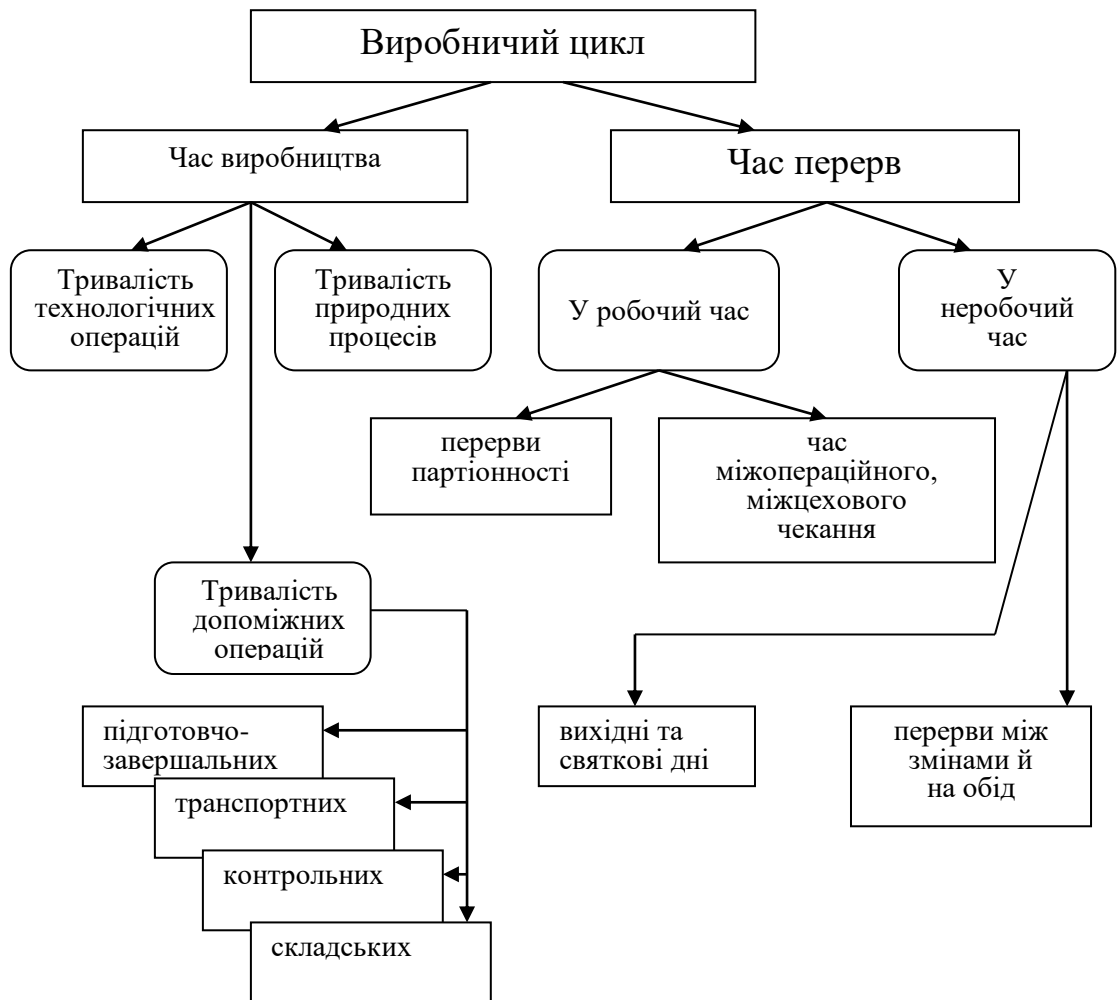 Виробничий цикл
Час виробництва
Час перерв
Тривалість
технологічних
операцій
Тривалість
природних
процесів
У робочий час
У
неробочий
час
перерви
партіонності
час
міжопераційного,
міжцехового
чекання
Тривалість
допоміжних
операцій
підготовчо-
завершальних
транспортних
контрольних
складських
вихідні та
святкові дні
перерви між
змінами й
на обід